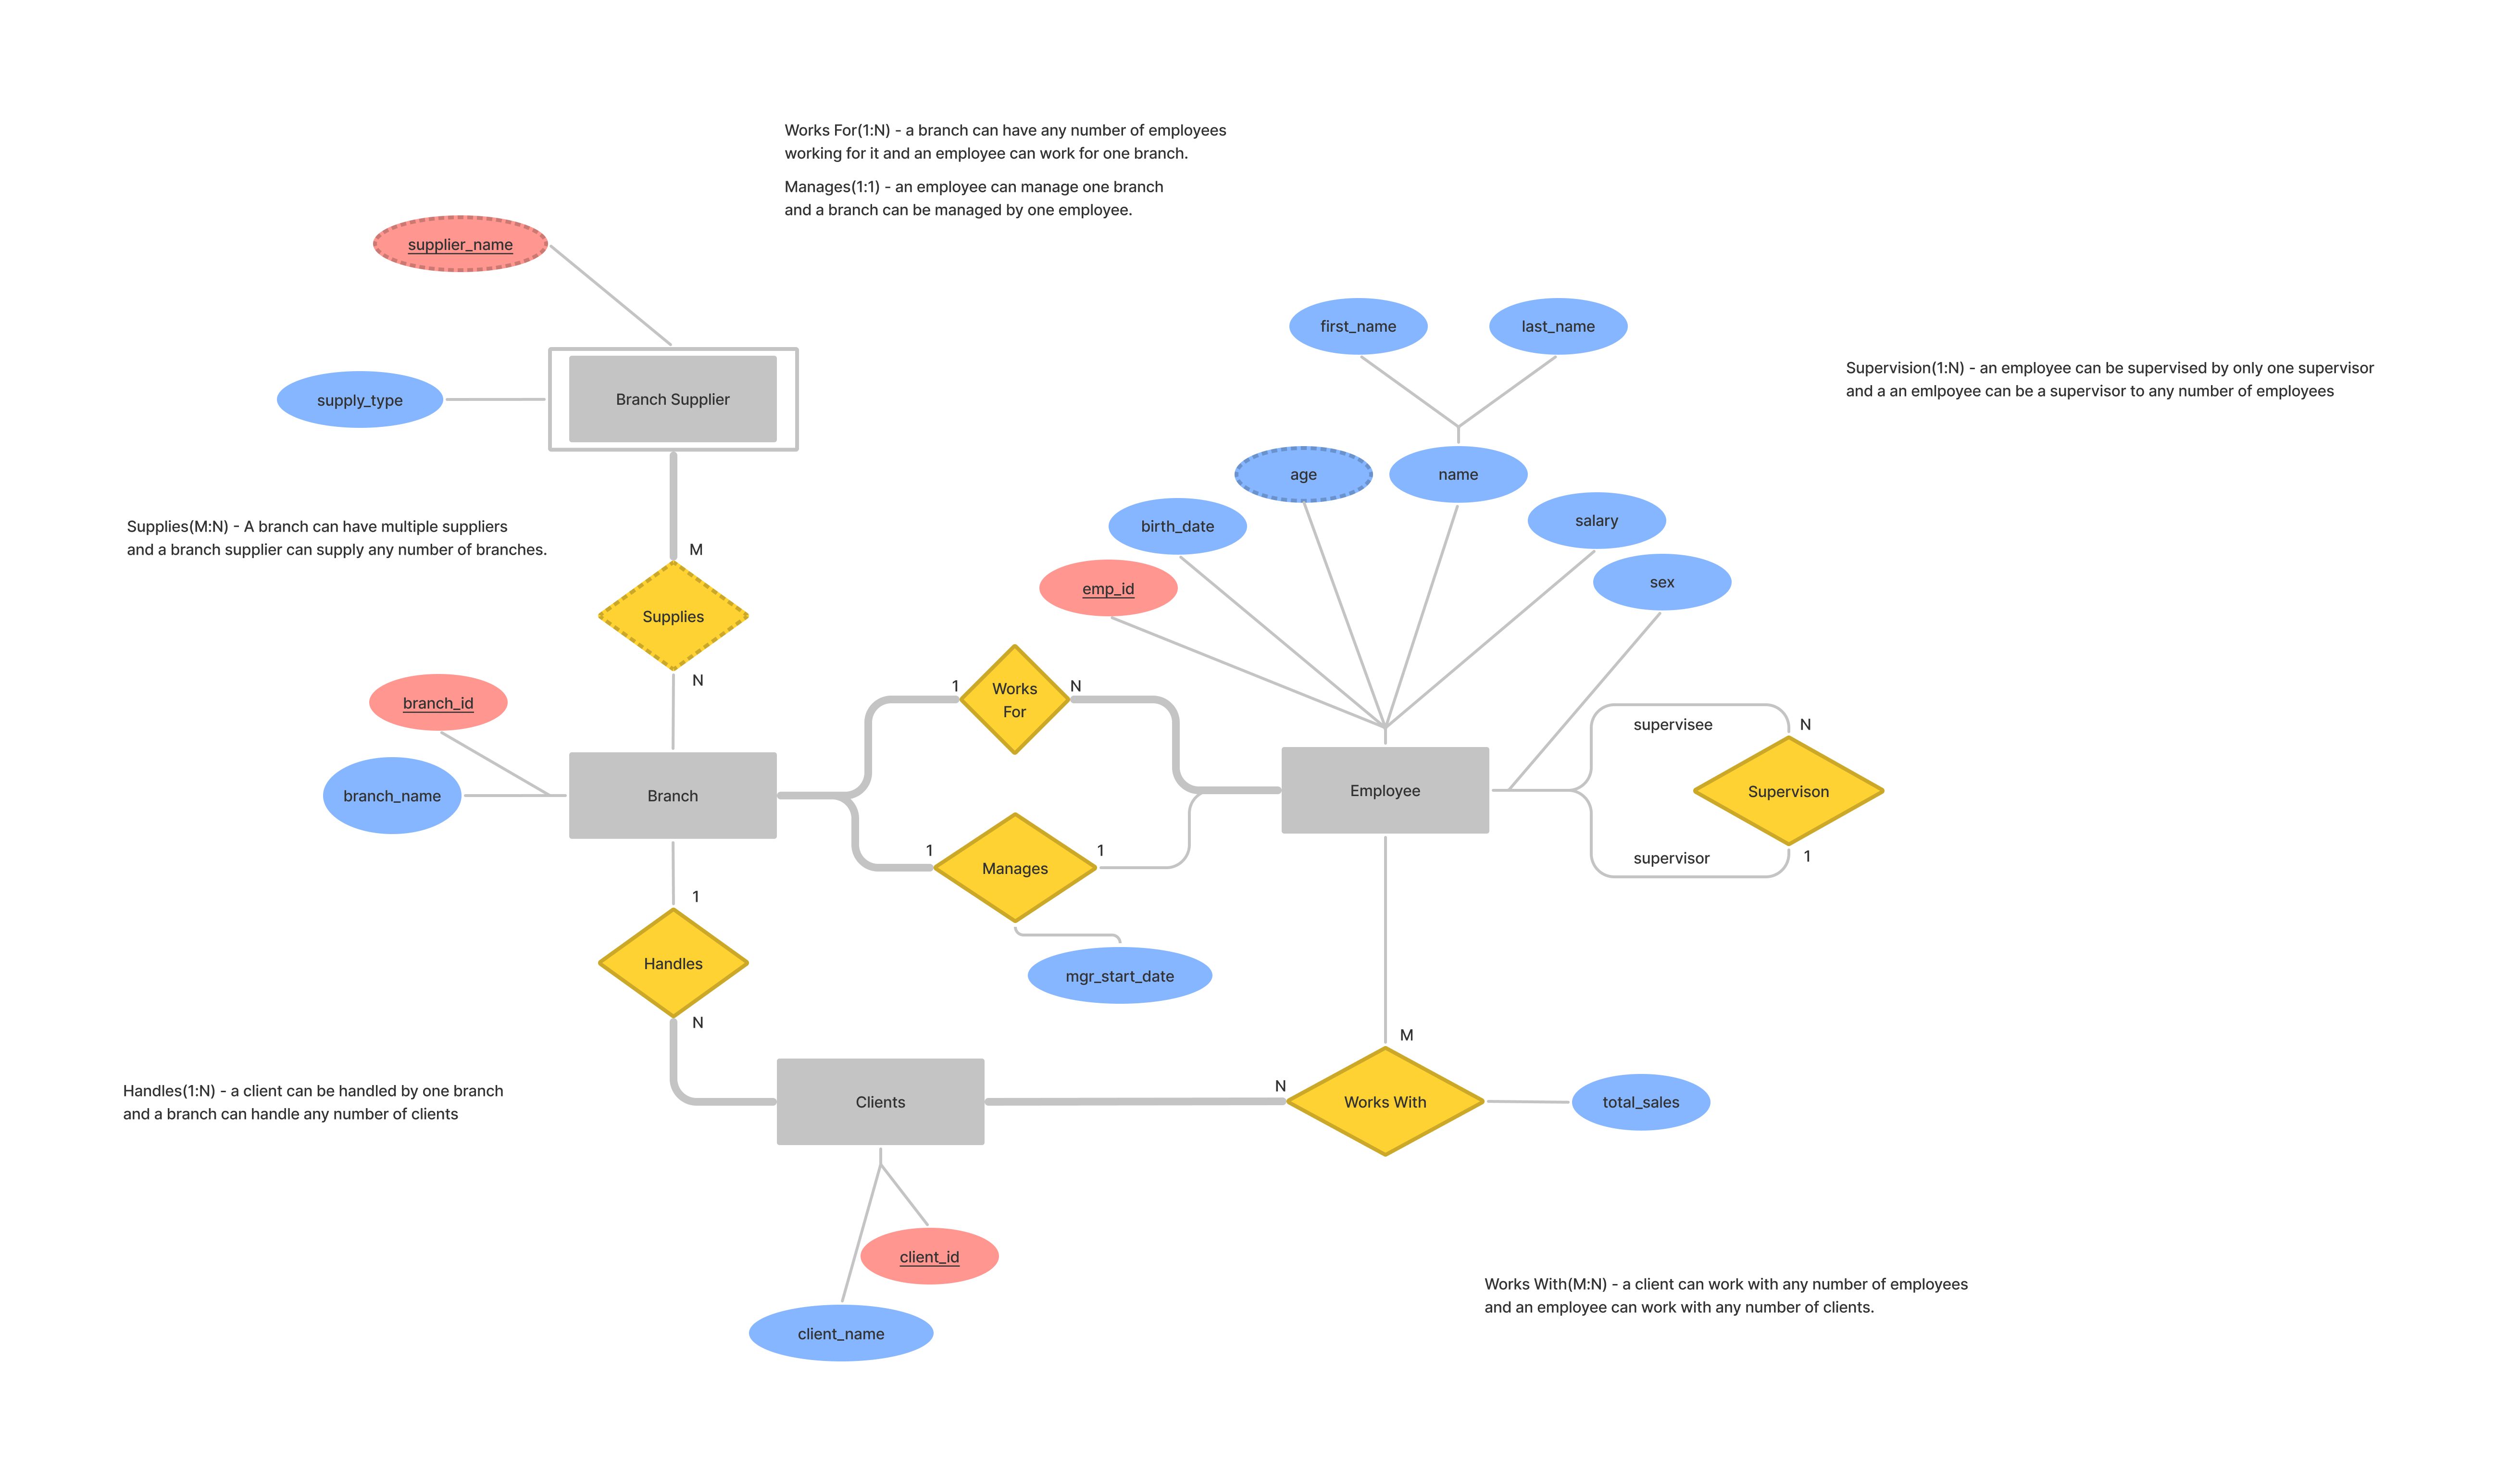 Works For(1:N) - a branch can have any number of employees
working for it and an employee can work for one branch.
Manages(1:1) - an employee can manage one branch
and a branch can be managed by one employee.
supplier_name
first_name
last_name
Supervision(1:N) - an employee can be supervised by only one supervisor
and a an emlpoyee can be a supervisor to any number of employees
Branch Supplier
supply_type
age
name
birth_date
salary
Supplies(M:N) - A branch can have multiple suppliers
and a branch supplier can supply any number of branches.
M
emp_id
sex
Supplies
N
branch_id
1
Works
For
N
supervisee
N
branch_name
Branch
Employee
Supervison
1
Manages
1
supervisor
1
1
Handles
mgr_start_date
N
M
Handles(1:N) - a client can be handled by one branch
and a branch can handle any number of clients
Clients
N
Works With
total_sales
client_id
client_name
Works With(M:N) - a client can work with any number of employees
and an employee can work with any number of clients.